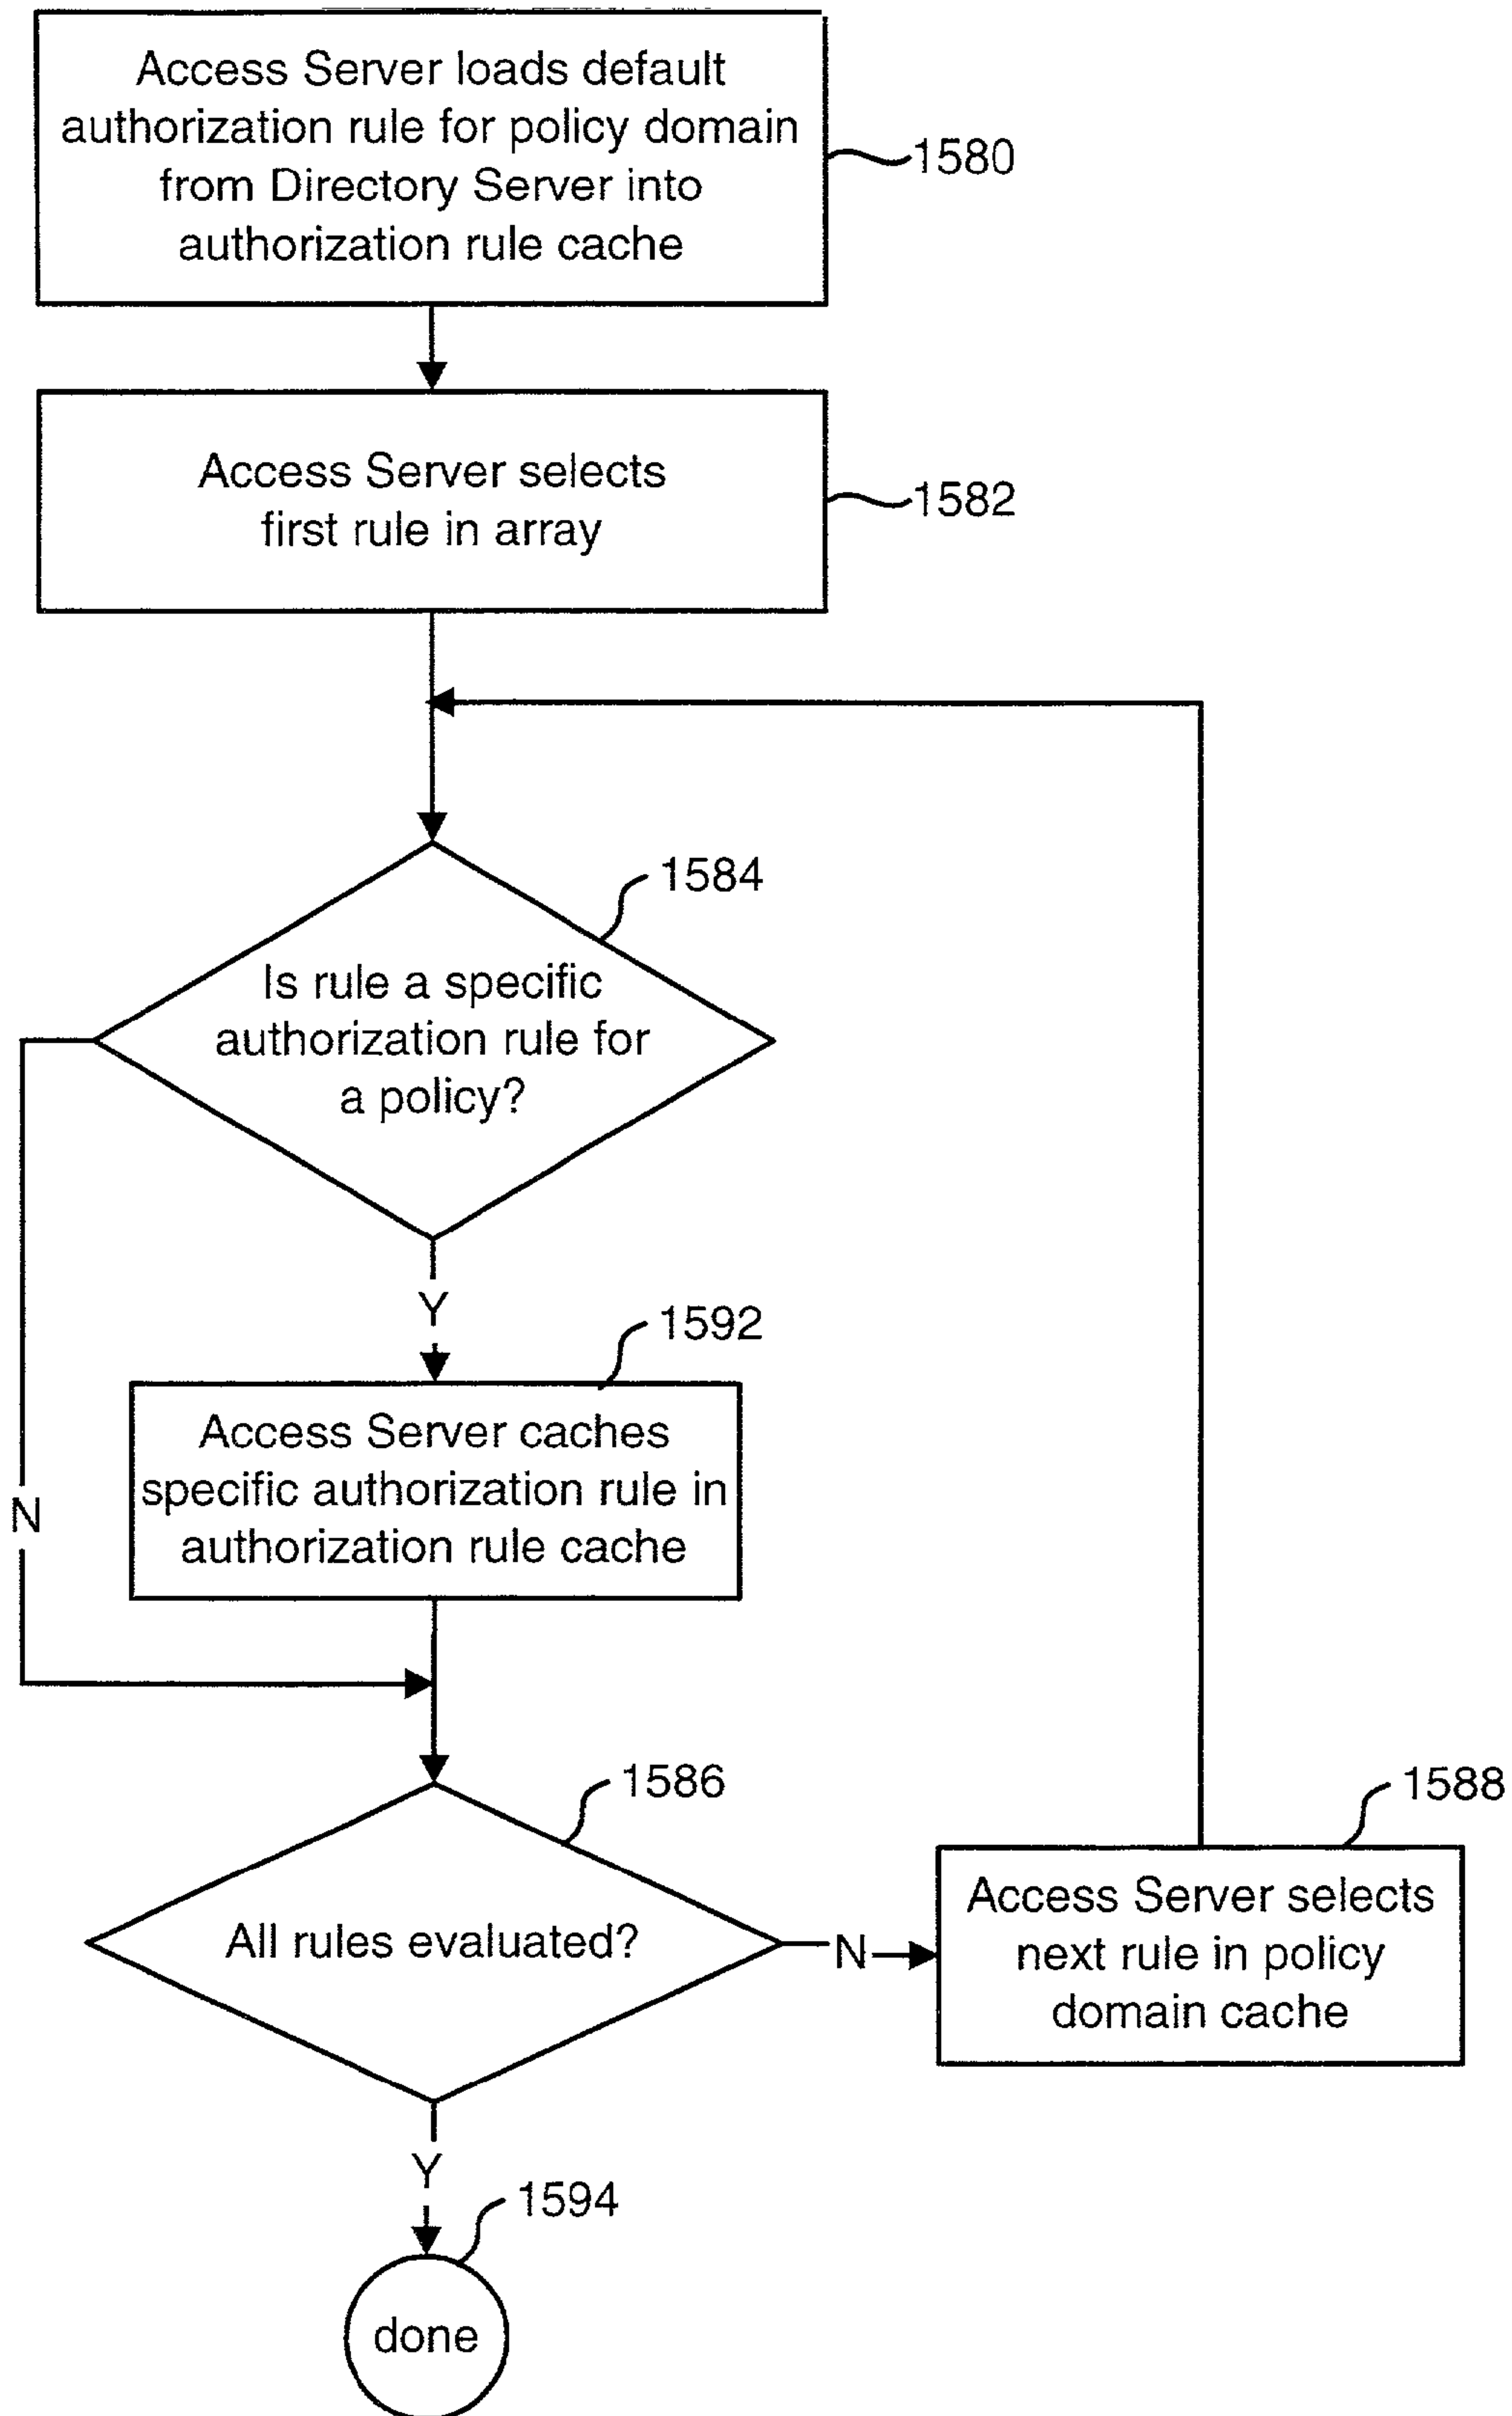 Access Server loads default
authorization rule for policy domain
from Directory Server into
authorization rule cache
1580
Access Server selects
first rule in array
1582
1584
Is rule a specific
authorization rule for
a policy?
Y
1592
Access Server caches
specific authorization rule in
authorization rule cache
N
1586
All rules evaluated?
N
1588
Access Server selects
next rule in policy
domain cache
Y
1594
done